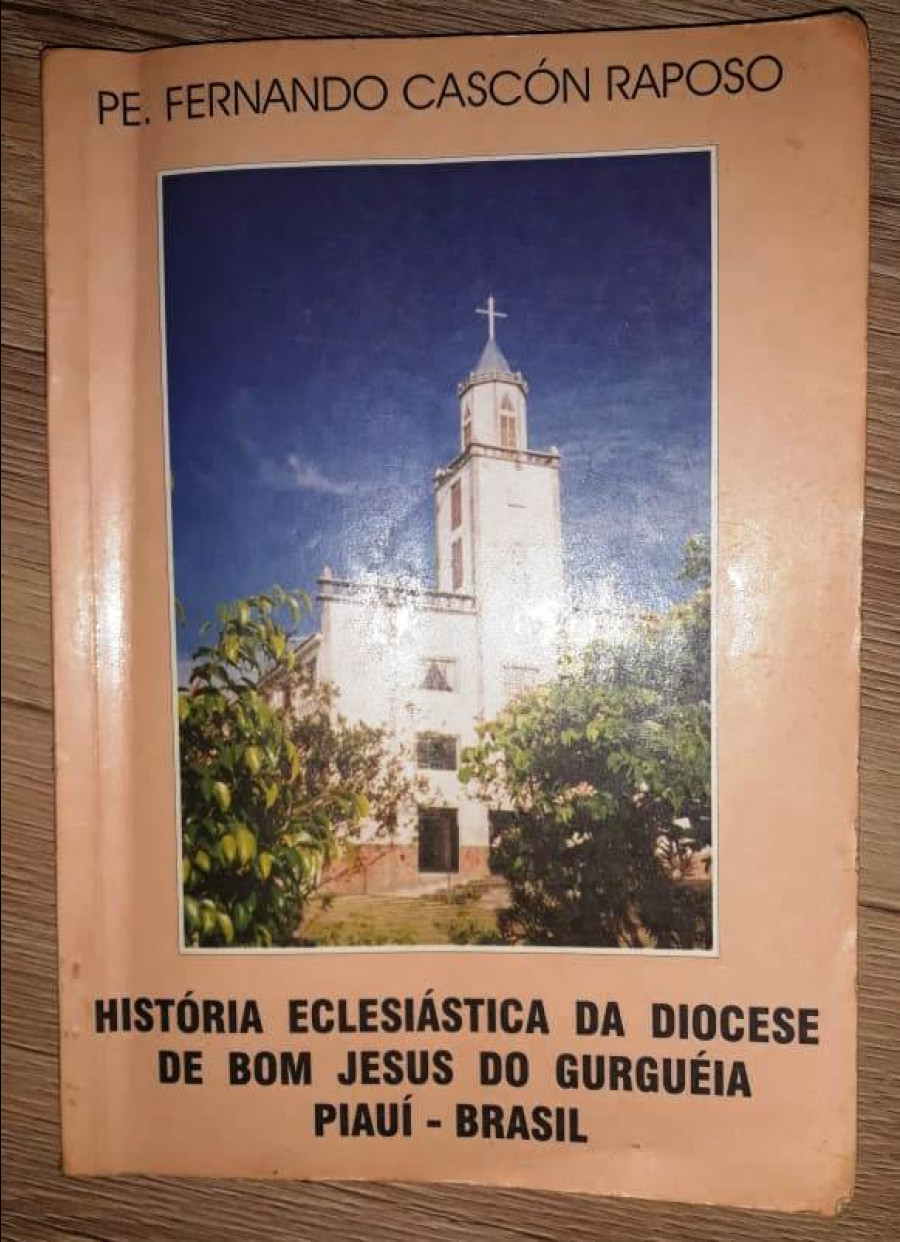 PE. FERNANDO CASCÓN RAPOSO
HISTÓRIA ECLESIÁSTICA DA DIOCESE
DE BOM JESUS DO GURGUÉIA
PIAUÍ - BRASIL